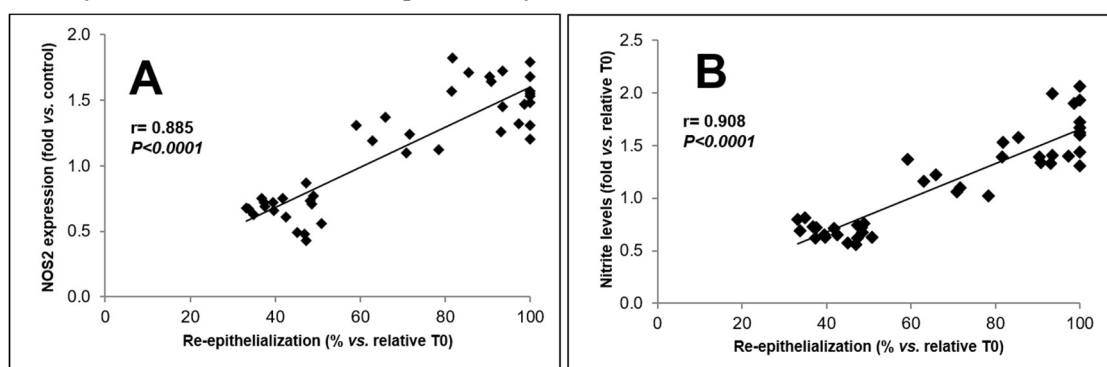 A
r= 0.885
P<0.0001
NOS2 expression (fold vs. control)
2.0
1.5
1.0
0.5
0.0
0 20 40 60 80 100
Re-epithelialization (% vs. relative T0)
B
r= 0.908
P<0.0001
Nitrite levels (fold vs. relative T0)
2.5
2.0
1.5
1.0
0.5
0.0
0 20 40 60 80 100
Re-epithelialization (% vs. relative T0)